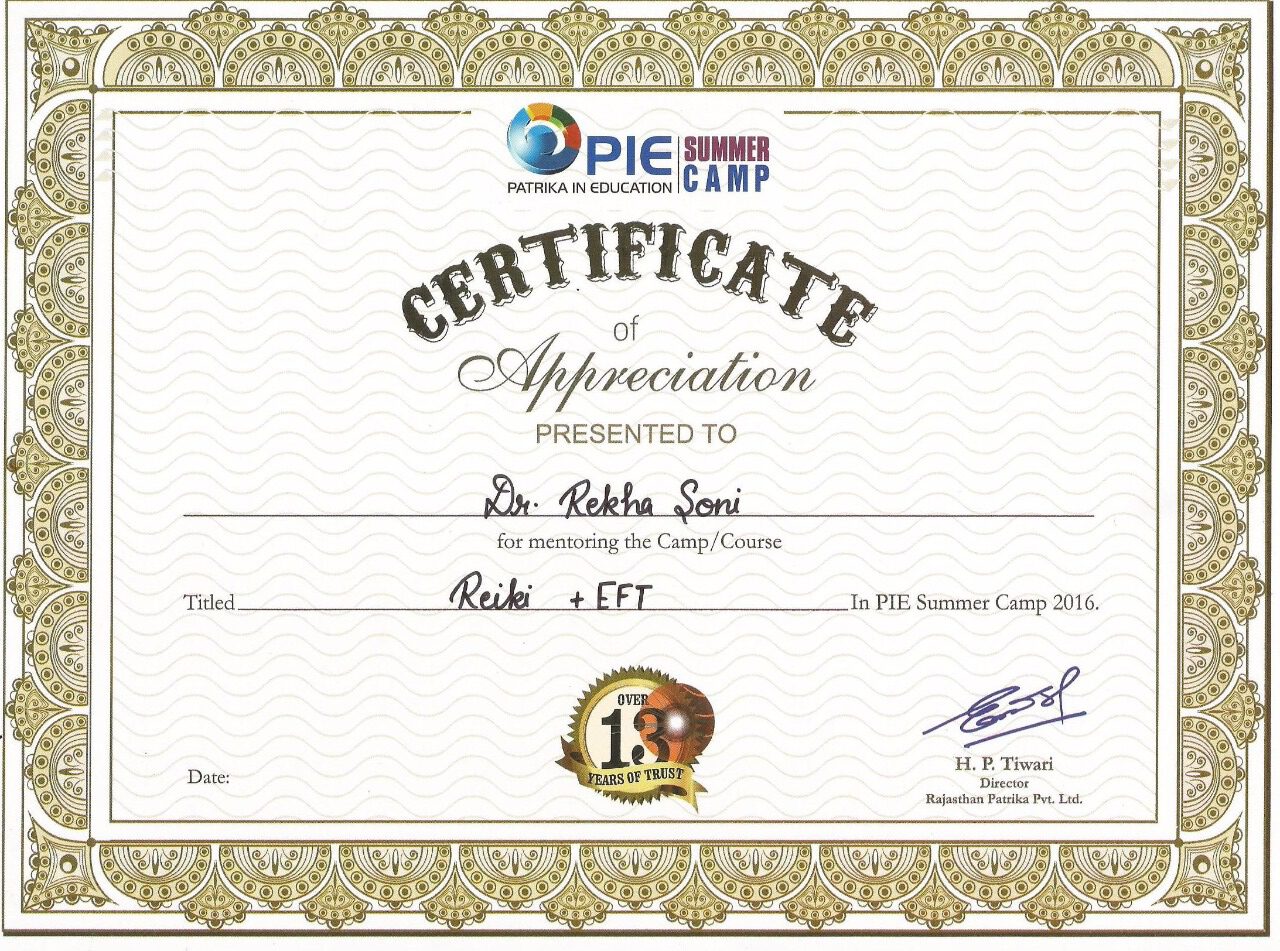 PIE SUMMER
PATRIKA IN EDUCATION CAMP
CERTIFICATE
of
Appreciation
PRESENTED TO
Dr. Rekha Soni
for mentoring the Camp/Course
Titled Reiki + EFT In PIE Summer Camp 2016.
OVER
13
YEARS OF TRUST
Date:
H. P. Tiwari
Director
Rajasthan Patrika Pvt. Ltd.